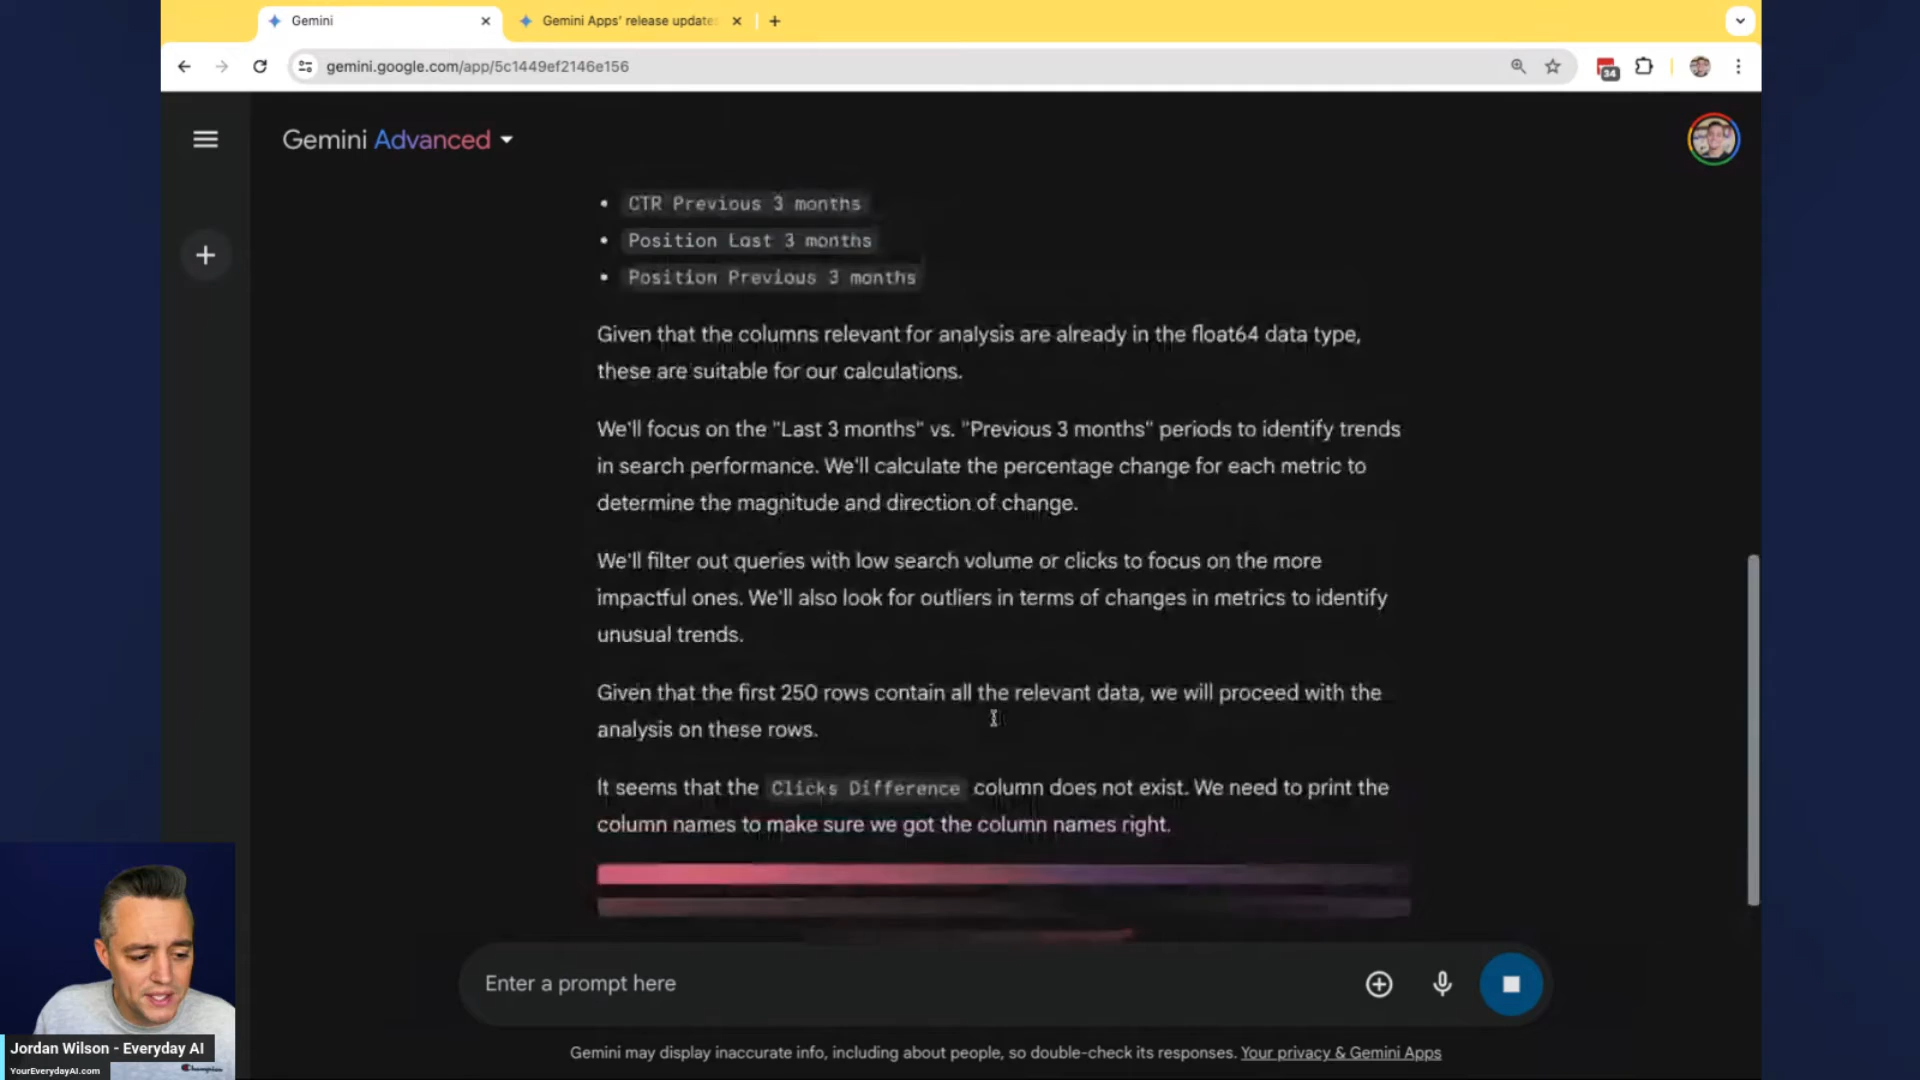 Gemini
Gemini Apps' release update
gemini.google.com/app/5c1449ef2146e156
34
Gemini Advanced
CTR Previous 3 months
Position Last 3 months
Position Previous 3 months
Given that the columns relevant for analysis are already in the float64 data type,
these are suitable for our calculations.
We'll focus on the "Last 3 months" vs. "Previous 3 months" periods to identify trends
in search performance. We'll calculate the percentage change for each metric to
determine the magnitude and direction of change.
We'll filter out queries with low search volume or clicks to focus on the more
impactful ones. We'll also look for outliers in terms of changes in metrics to identify
unusual trends.
Given that the first 250 rows contain all the relevant data, we will proceed with the
analysis on these rows.
It seems that the Clicks Difference column does not exist. We need to print the
column names to make sure we got the column names right.
Enter a prompt here
Gemini may display inaccurate info, including about people, so double-check its responses. Your privacy & Gemini Apps
Jordan Wilson - Everyday AI
YourEverydayAI.com
Champion